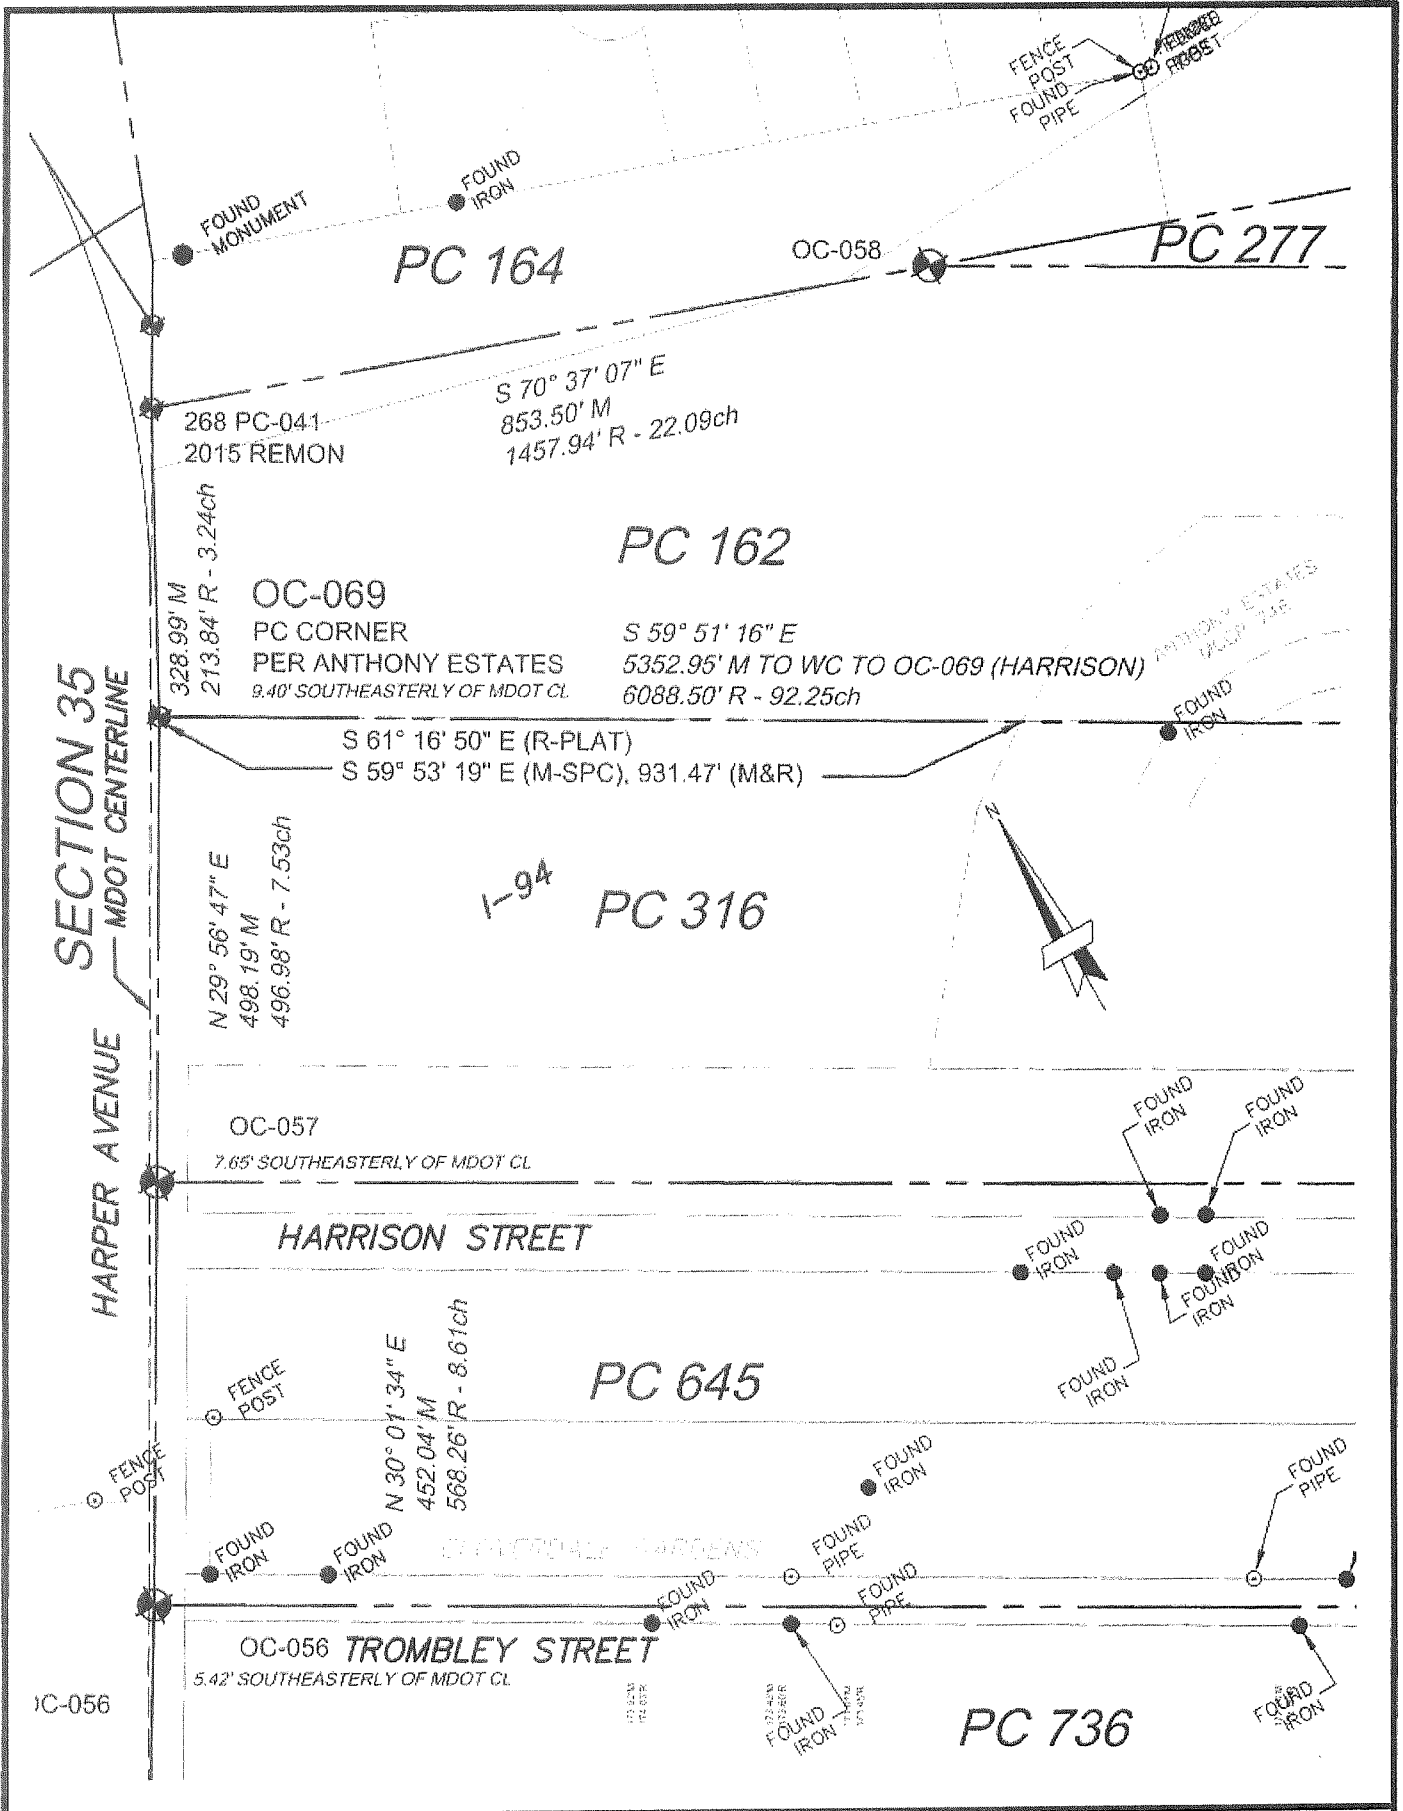 FENCE
POST
FOUND
PIPE
FOUND
IRON
FOUND
MONUMENT
PC 164
OC-058
PC 277
S 70° 37' 07" E
853.50' M
1457.94' R - 22.09ch
268 PC-041
2015 REMON
328.99' M
213.84' R - 3.24ch
PC 162
OC-069
PC CORNER
PER ANTHONY ESTATES
9.40' SOUTHEASTERLY OF MDOT CL
S 59° 51' 16" E
5352.95' M TO WC TO OC-069 (HARRISON)
6088.50' R - 92.25ch
ANTHONY ESTATES
FOUND
IRON
S 61° 16' 50" E (R-PLAT)
S 59° 53' 19" E (M-SPC), 931.47' (M&R)
SECTION 35
MDOT CENTERLINE
N
N 29° 56' 47" E
498.19' M
496.98' R - 7.53ch
I-94
PC 316
HARPER AVENUE
OC-057
7.65' SOUTHEASTERLY OF MDOT CL
FOUND
IRON
FOUND
IRON
HARRISON STREET
FOUND
IRON
FOUND
IRON
FOUND
IRON
FOUND
IRON
N 30° 01' 34" E
452.04' M
568.26' R - 8.61ch
PC 645
FENCE
POST
FENCE
POST
FOUND
IRON
FOUND
PIPE
FOUND
IRON
FOUND
IRON
CLOVERDALE GARDENS
FOUND
PIPE
FOUND
IRON
FOUND
PIPE
OC-056 TROMBLEY STREET
5.42' SOUTHEASTERLY OF MDOT CL
OC-056
FOUND
IRON
PC 736
FOUND
IRON